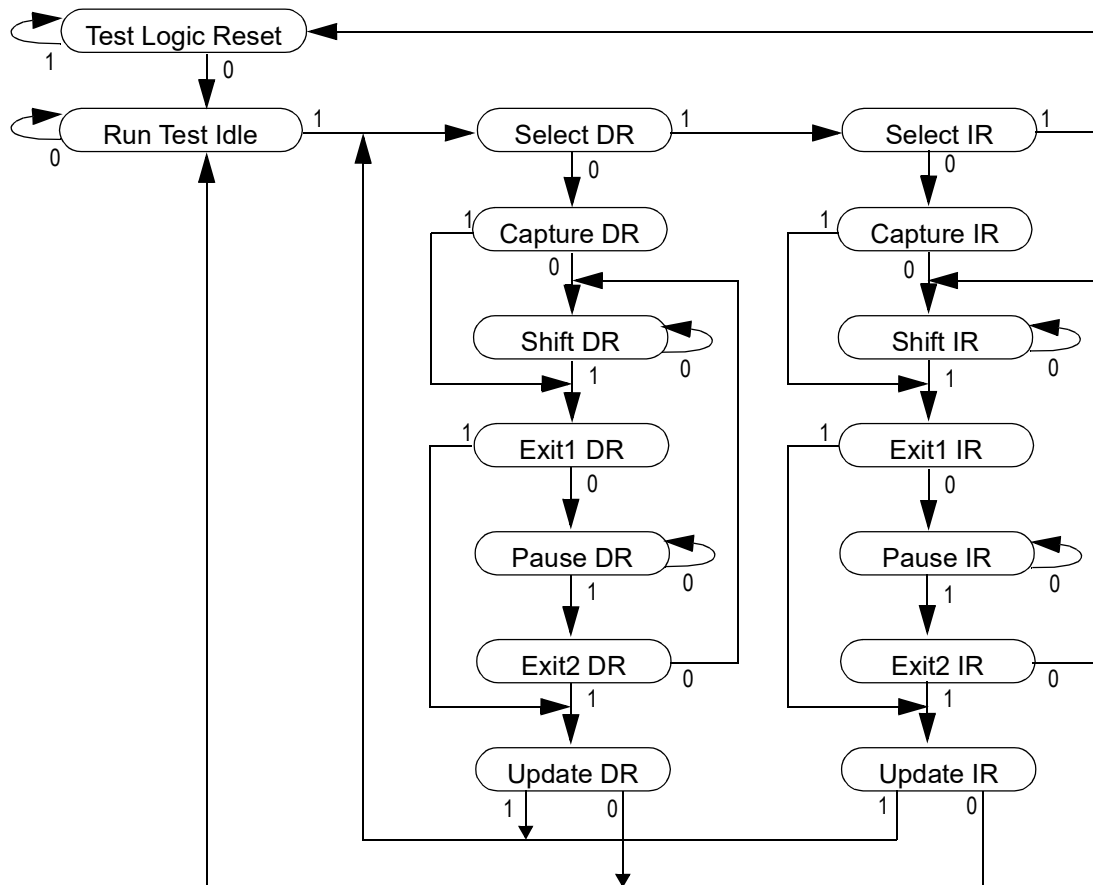 Test Logic Reset
1
0
Run Test Idle
1
Select DR
1
Select IR
1
0
0
0
1
Capture DR
1
Capture IR
0
0
Shift DR
Shift IR
0
0
1
1
1
Exit1 DR
1
Exit1 IR
0
0
Pause DR
Pause IR
0
0
1
1
Exit2 DR
Exit2 IR
0
0
1
1
Update DR
Update IR
1
0
1
0